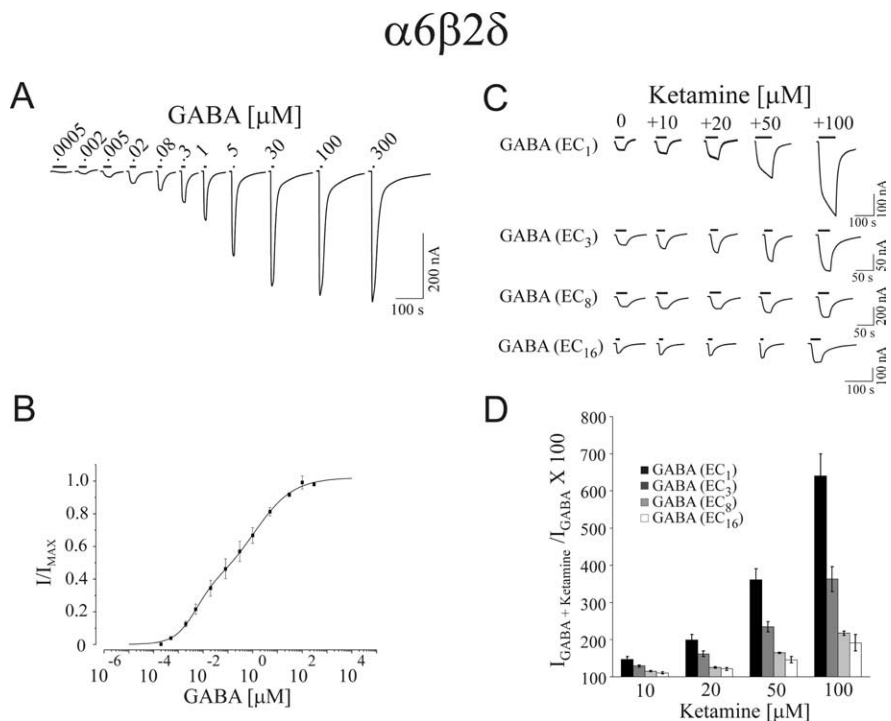 α6β2δ
A
GABA [μM]
.0005 .002 .005 .02 .08 .3 1 5 30 100 300
200 nA
100 s
B
I/I_MAX
1.0
0.8
0.6
0.4
0.2
0
10^-6 10^-4 10^-2 10^0 10^2 10^4
GABA [μM]
C
Ketamine [μM]
0 +10 +20 +50 +100
GABA (EC₁)
100 nA
100 s
GABA (EC₃)
50 nA
50 s
GABA (EC₈)
200 nA
50 s
GABA (EC₁₆)
100 nA
100 s
D
I_GABA + Ketamine /I_GABA X 100
800
700
600
500
400
300
200
100
GABA (EC₁)
GABA (EC₃)
GABA (EC₈)
GABA (EC₁₆)
10 20 50 100
Ketamine [μM]